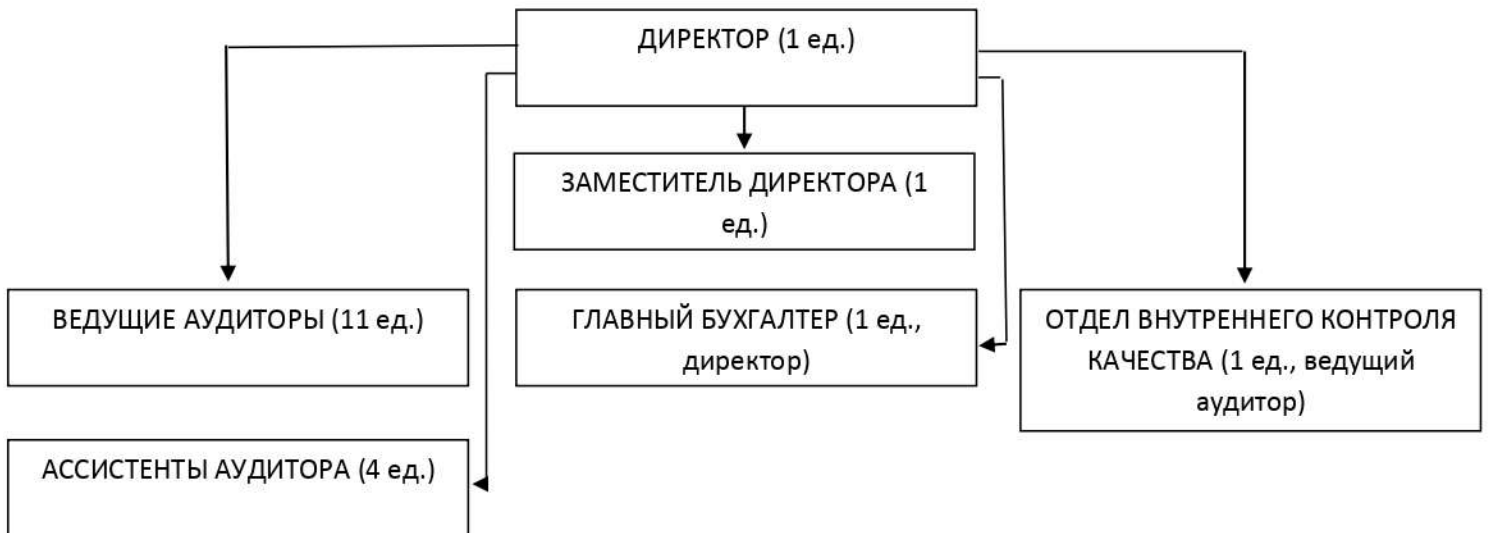 ДИРЕКТОР (1 ед.)
ЗАМЕСТИТЕЛЬ ДИРЕКТОРА (1
ед.)
ВЕДУЩИЕ АУДИТОРЫ (11 ед.)
ГЛАВНЫЙ БУХГАЛТЕР (1 ед.,
директор)
ОТДЕЛ ВНУТРЕННЕГО КОНТРОЛЯ
КАЧЕСТВА (1 ед., ведущий
аудитор)
АССИСТЕНТЫ АУДИТОРА (4 ед.)